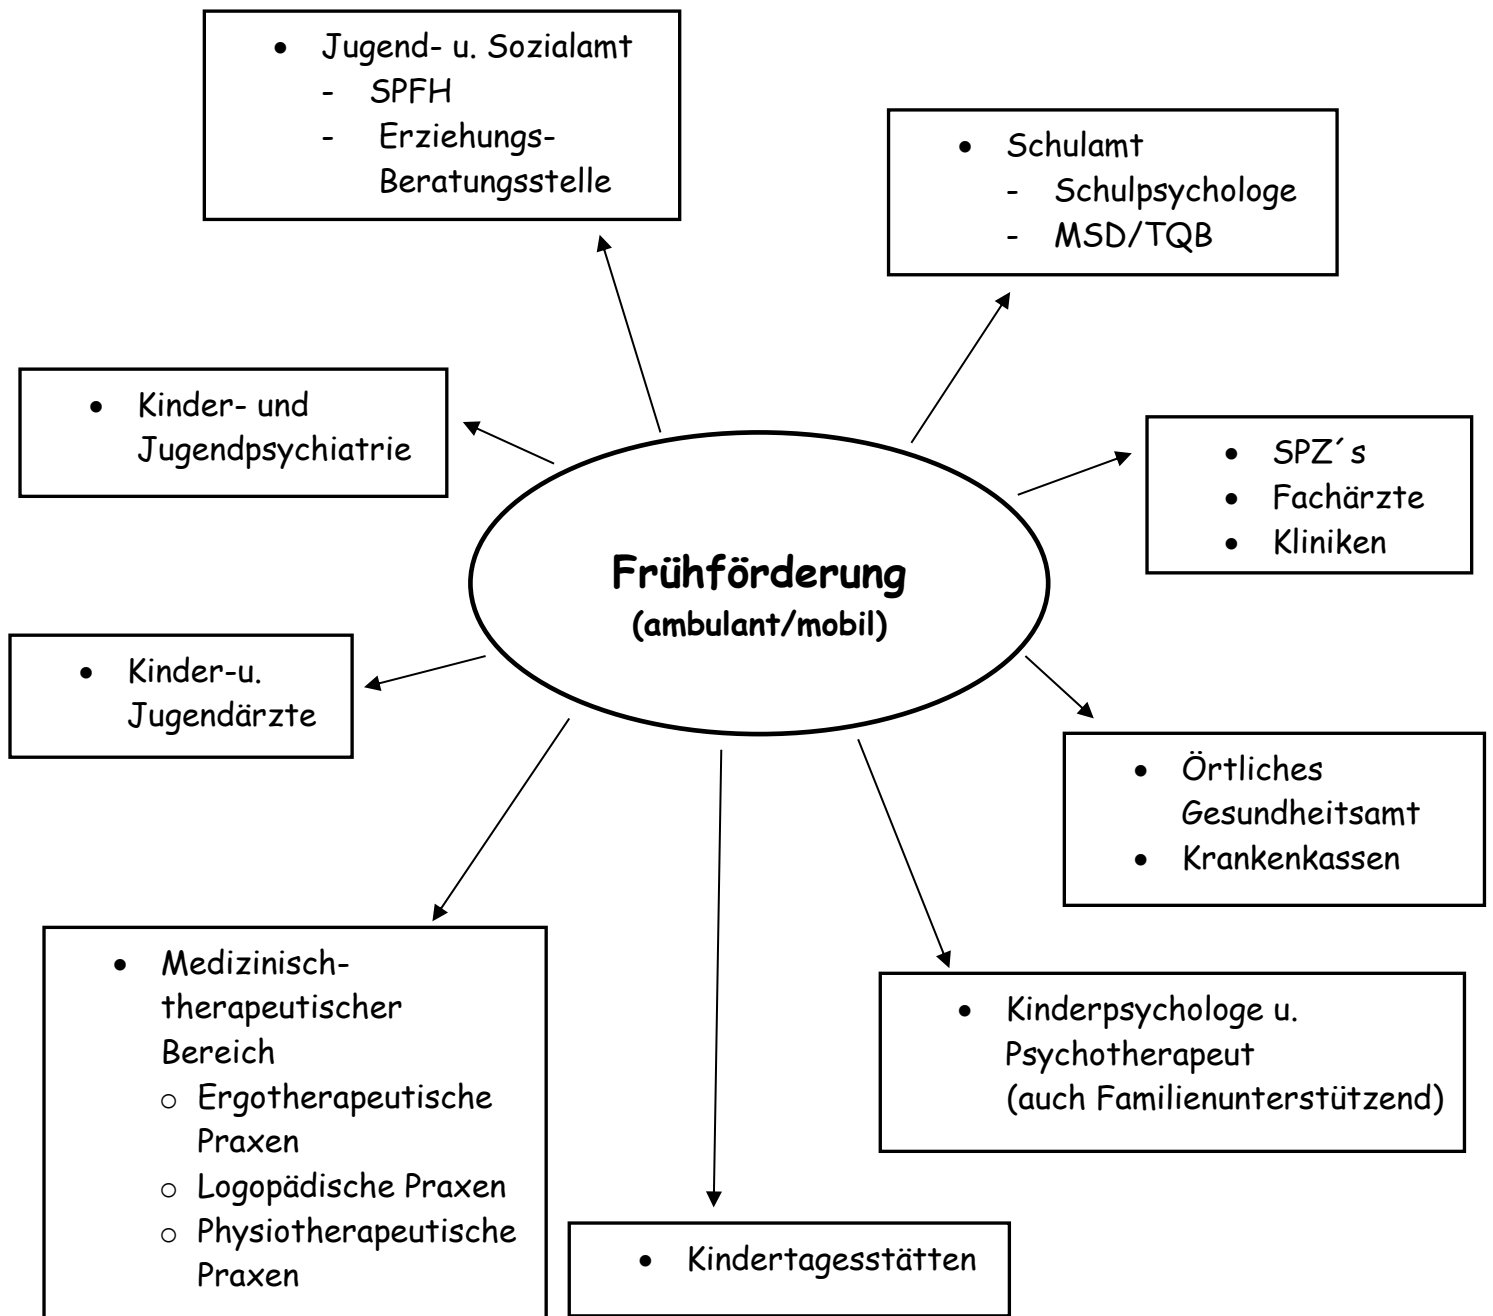 • Jugend- u. Sozialamt
- SPFH
- Erziehungs-
Beratungsstelle
• Schulamt
- Schulpsychologe
- MSD/TQB
• Kinder- und
Jugendpsychiatrie
• SPZ´s
• Fachärzte
• Kliniken
Frühförderung
(ambulant/mobil)
• Kinder-u.
Jugendärzte
• Örtliches
Gesundheitsamt
• Krankenkassen
• Medizinisch-
therapeutischer
Bereich
o Ergotherapeutische
Praxen
o Logopädische Praxen
o Physiotherapeutische
Praxen
• Kinderpsychologe u.
Psychotherapeut
(auch Familienunterstützend)
• Kindertagesstätten